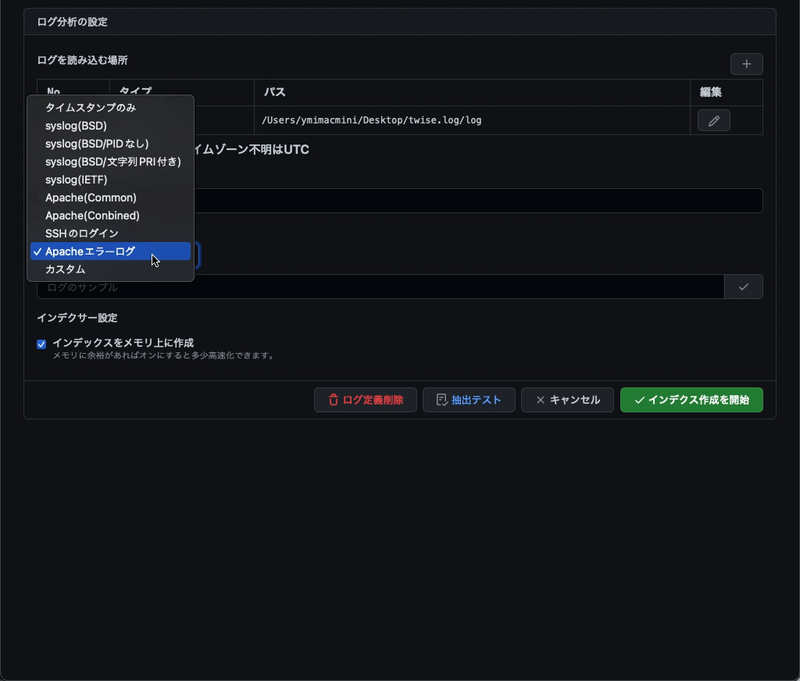 ログ分析の設定
ログを読み込む場所
No タイプ パス 編集
/Users/ymimacmini/Desktop/twise.log/log
イムゾーン不明はUTC
タイムスタンプのみ
syslog(BSD)
syslog(BSD/PIDなし)
syslog(BSD/文字列PRI付き)
syslog(IETF)
Apache(Common)
Apache(Conbined)
SSHのログイン
✓ Apacheエラーログ
カスタム
ログのサンプル
インデクサー設定
インデックスをメモリ上に作成
メモリに余裕があればオンにすると多少高速化できます。
ログ定義削除 抽出テスト キャンセル インデクス作成を開始